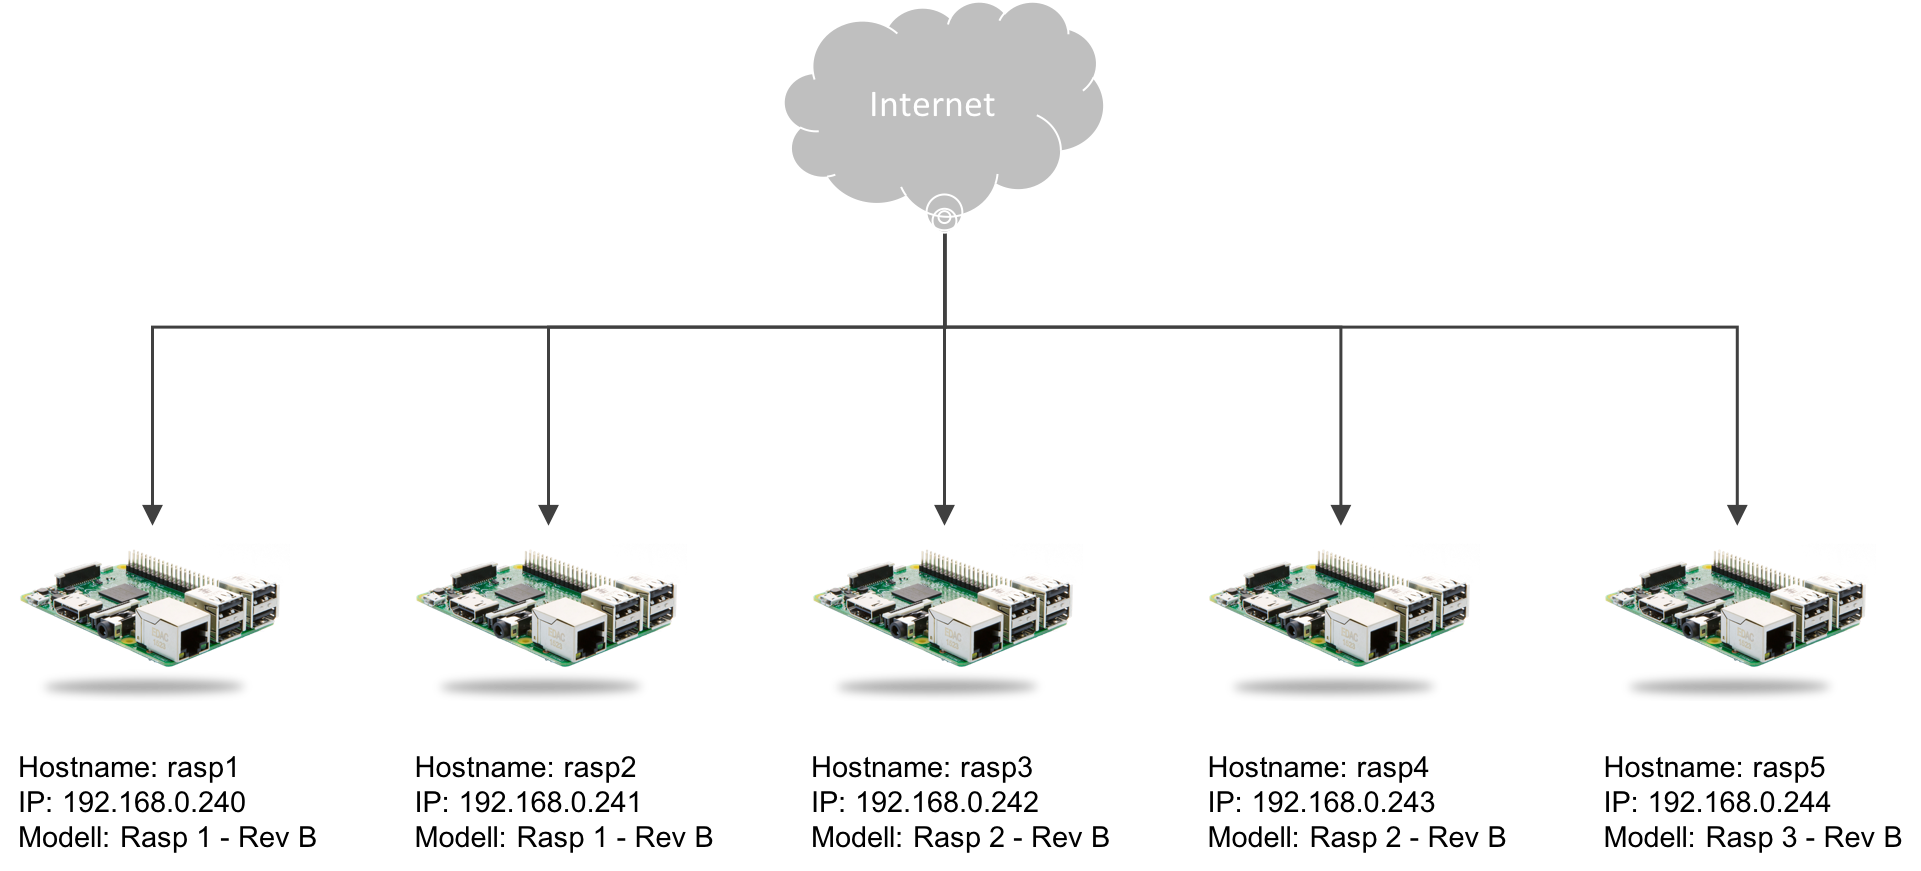 Internet
Hostname: rasp1
IP: 192.168.0.240
Modell: Rasp 1 - Rev B
Hostname: rasp2
IP: 192.168.0.241
Modell: Rasp 1 - Rev B
Hostname: rasp3
IP: 192.168.0.242
Modell: Rasp 2 - Rev B
Hostname: rasp4
IP: 192.168.0.243
Modell: Rasp 2 - Rev B
Hostname: rasp5
IP: 192.168.0.244
Modell: Rasp 3 - Rev B